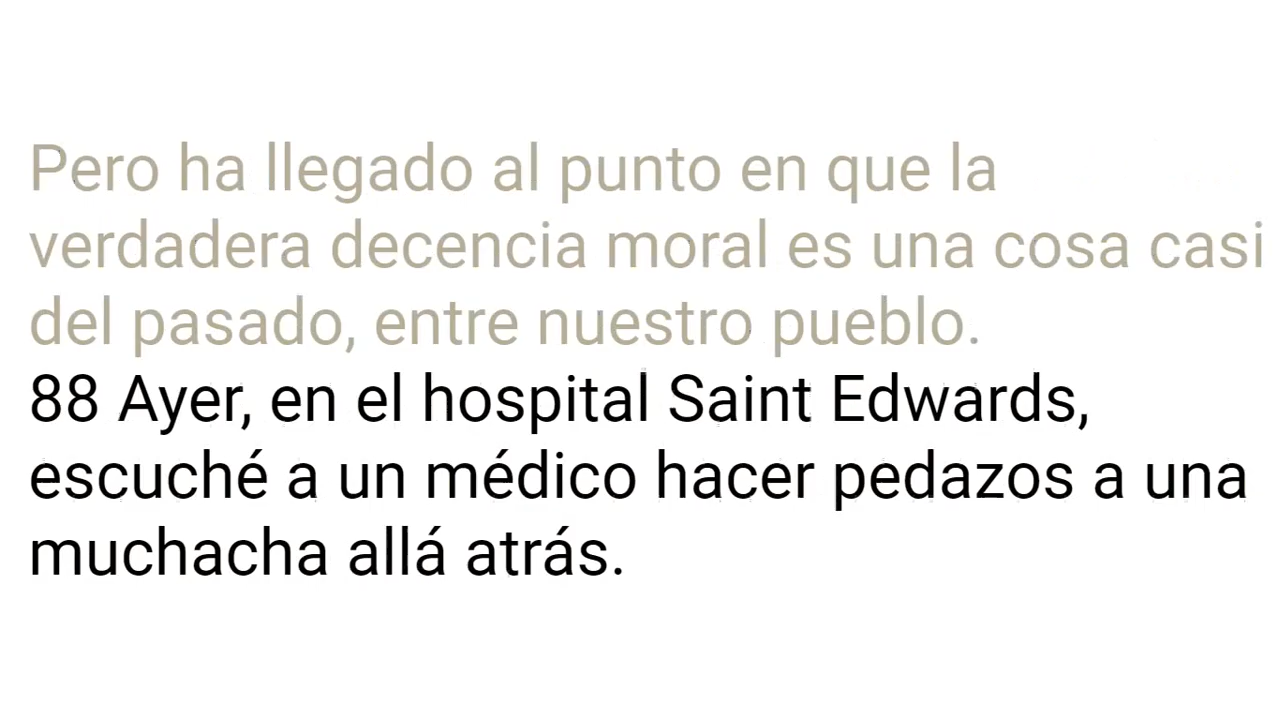 Pero ha llegado al punto en que la
verdadera decencia moral es una cosa casi
del pasado, entre nuestro pueblo.
88 Ayer, en el hospital Saint Edwards,
escuché a un médico hacer pedazos a una
muchacha allá atrás.